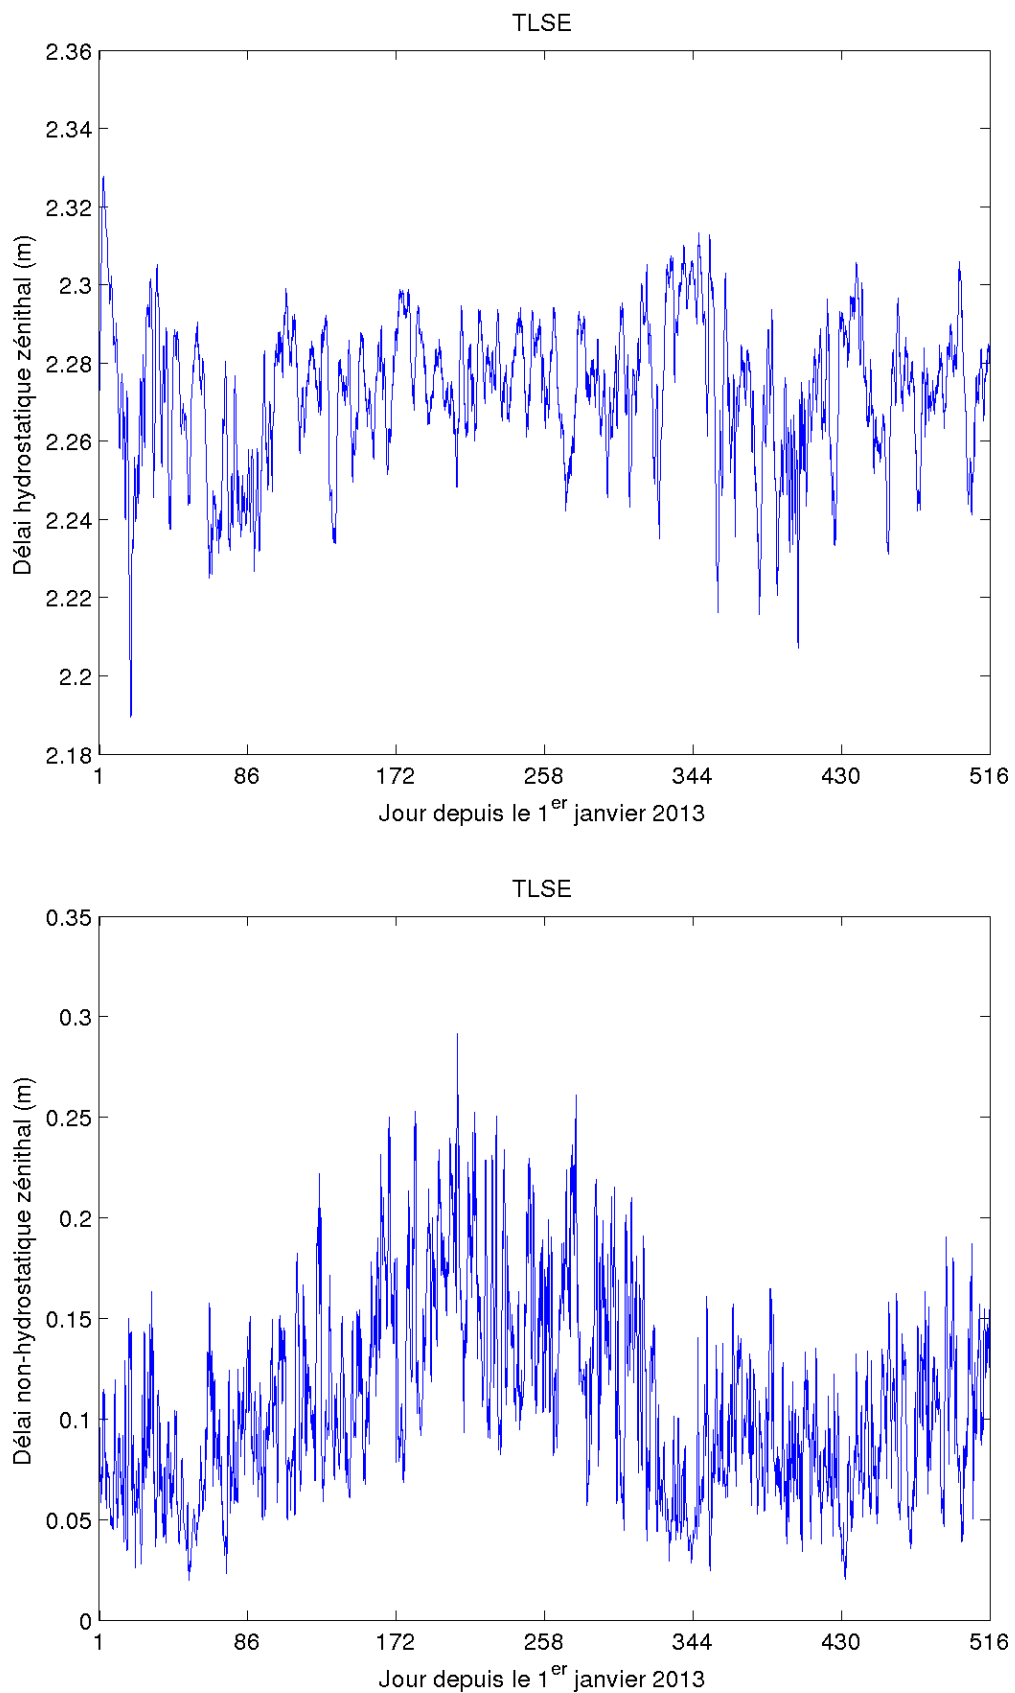 TLSE
2.36
2.34
2.32
2.3
2.28
2.26
2.24
2.22
2.2
2.18
Délai hydrostatique zénithal (m)
1 86 172 258 344 430 516
Jour depuis le 1er janvier 2013
TLSE
0.35
0.3
0.25
0.2
0.15
0.1
0.05
0
Délai non-hydrostatique zénithal (m)
1 86 172 258 344 430 516
Jour depuis le 1er janvier 2013